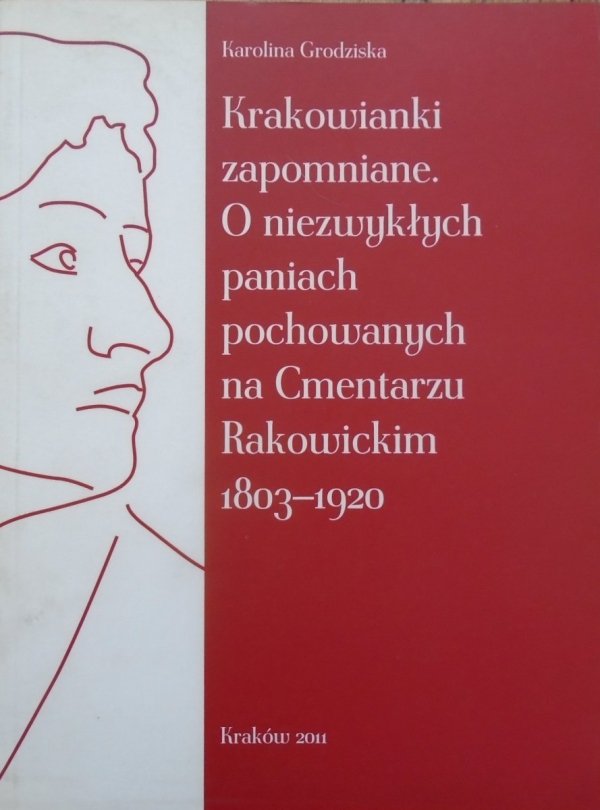 Karolina Grodziska
Krakowianki
zapomniane.
O niezwykłych
paniach
pochowanych
na Cmentarzu
Rakowickim
1803–1920
Kraków 2011